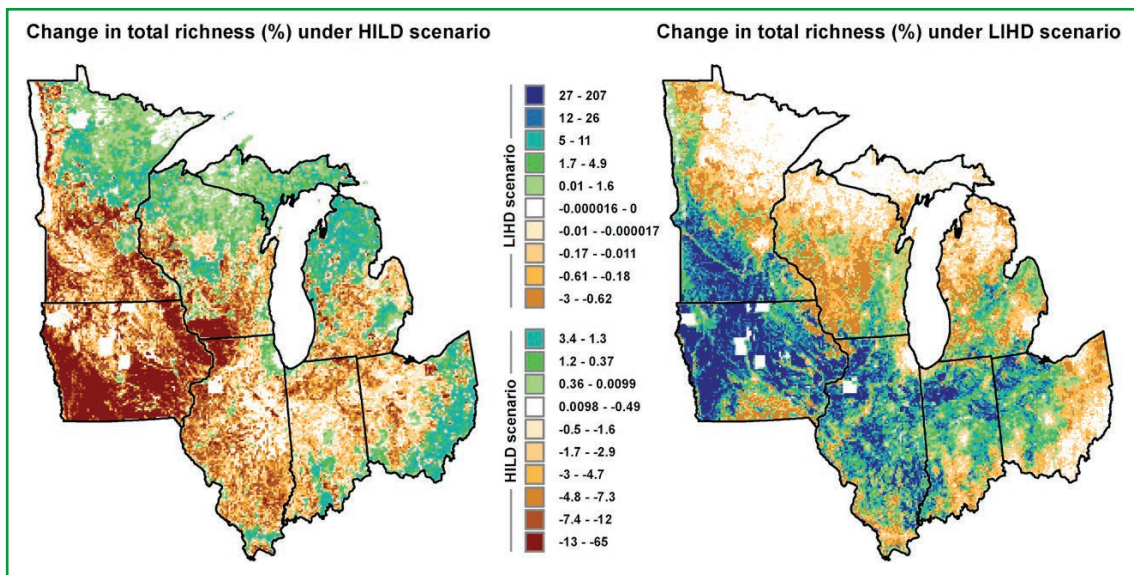 Change in total richness (%) under HILD scenario
Change in total richness (%) under LIHD scenario
LIHD scenario
27 - 207
12 - 26
5 - 11
1.7 - 4.9
0.01 - 1.6
-0.000016 - 0
-0.01 - -0.000017
-0.17 - -0.011
-0.61 - -0.18
-3 - -0.62
HILD scenario
3.4 - 1.3
1.2 - 0.37
0.36 - 0.0099
0.0098 - -0.49
-0.5 - -1.6
-1.7 - -2.9
-3 - -4.7
-4.8 - -7.3
-7.4 - -12
-13 - -65